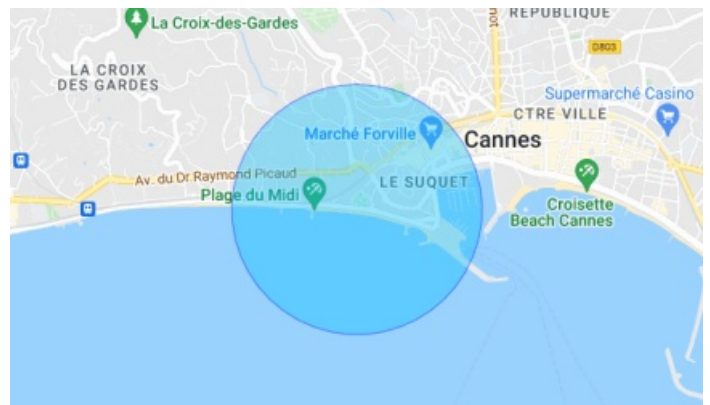 REPUBLIQUE
La Croix-des-Gardes
D803
LA CROIX
DES GARDES
Supermarché Casino
CTRE VILLE
Marché Forville
Cannes
Av. du Dr Raymond Picaud
LE SUQUET
Plage du Midi
Croisette
Beach Cannes